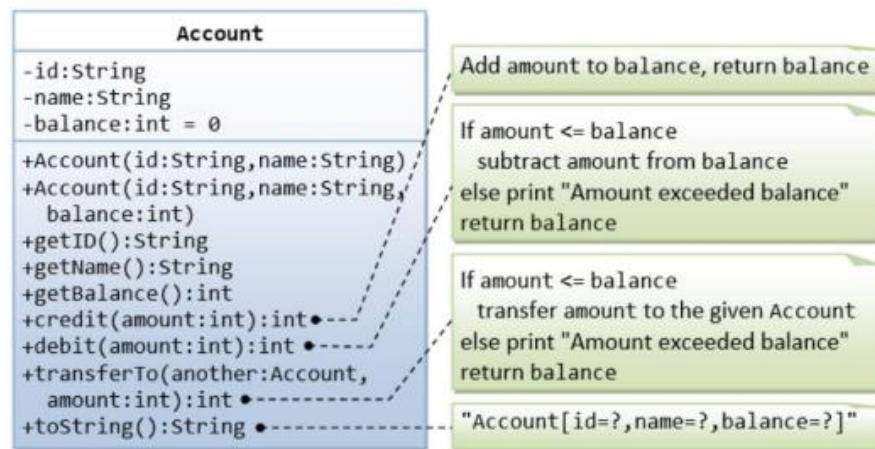 Account
-id:String
-name:String
-balance:int = 0
+Account(id:String,name:String)
+Account(id:String,name:String,
balance:int)
+getID():String
+getName():String
+getBalance():int
+credit(amount:int):int
+debit(amount:int):int
+transferTo(another:Account,
amount:int):int
+toString():String
Add amount to balance, return balance
If amount <= balance
subtract amount from balance
else print "Amount exceeded balance"
return balance
If amount <= balance
transfer amount to the given Account
else print "Amount exceeded balance"
return balance
"Account[id=?,name=?,balance=?]"